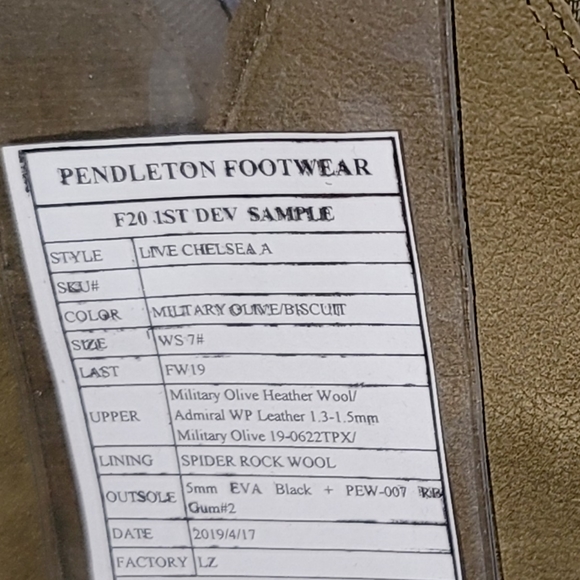 PENDLETON FOOTWEAR
F20 1ST DEV SAMPLE
STYLE LIVE CHELSEA A
SKU#
COLOR MILITARY OLIVE/BISCUIT
SIZE WS 7#
LAST FW19
UPPER Military Olive Heather Wool/
Admiral WP Leather 1.3-1.5mm
Military Olive 19-0622TPX/
LINING SPIDER ROCK WOOL
OUTSOLE 5mm EVA Black + PEW-007 RB
Gum#2
DATE 2019/4/17
FACTORY LZ